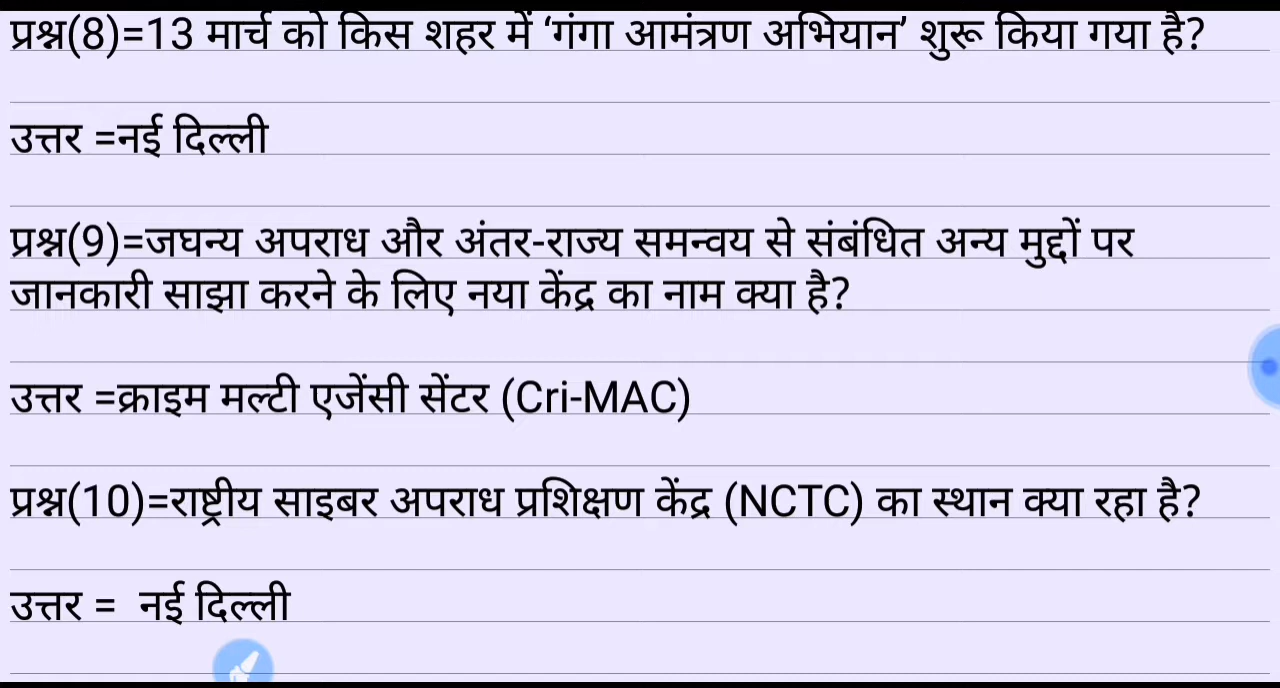 प्रश्न(8)=13 मार्च को किस शहर में ‘गंगा आमंत्रण अभियान’ शुरू किया गया है?
उत्तर =नई दिल्ली
प्रश्न(9)=जघन्य अपराध और अंतर-राज्य समन्वय से संबंधित अन्य मुद्दों पर
जानकारी साझा करने के लिए नया केंद्र का नाम क्या है?
उत्तर =क्राइम मल्टी एजेंसी सेंटर (Cri-MAC)
प्रश्न(10)=राष्ट्रीय साइबर अपराध प्रशिक्षण केंद्र (NCTC) का स्थान क्या रहा है?
उत्तर = नई दिल्ली